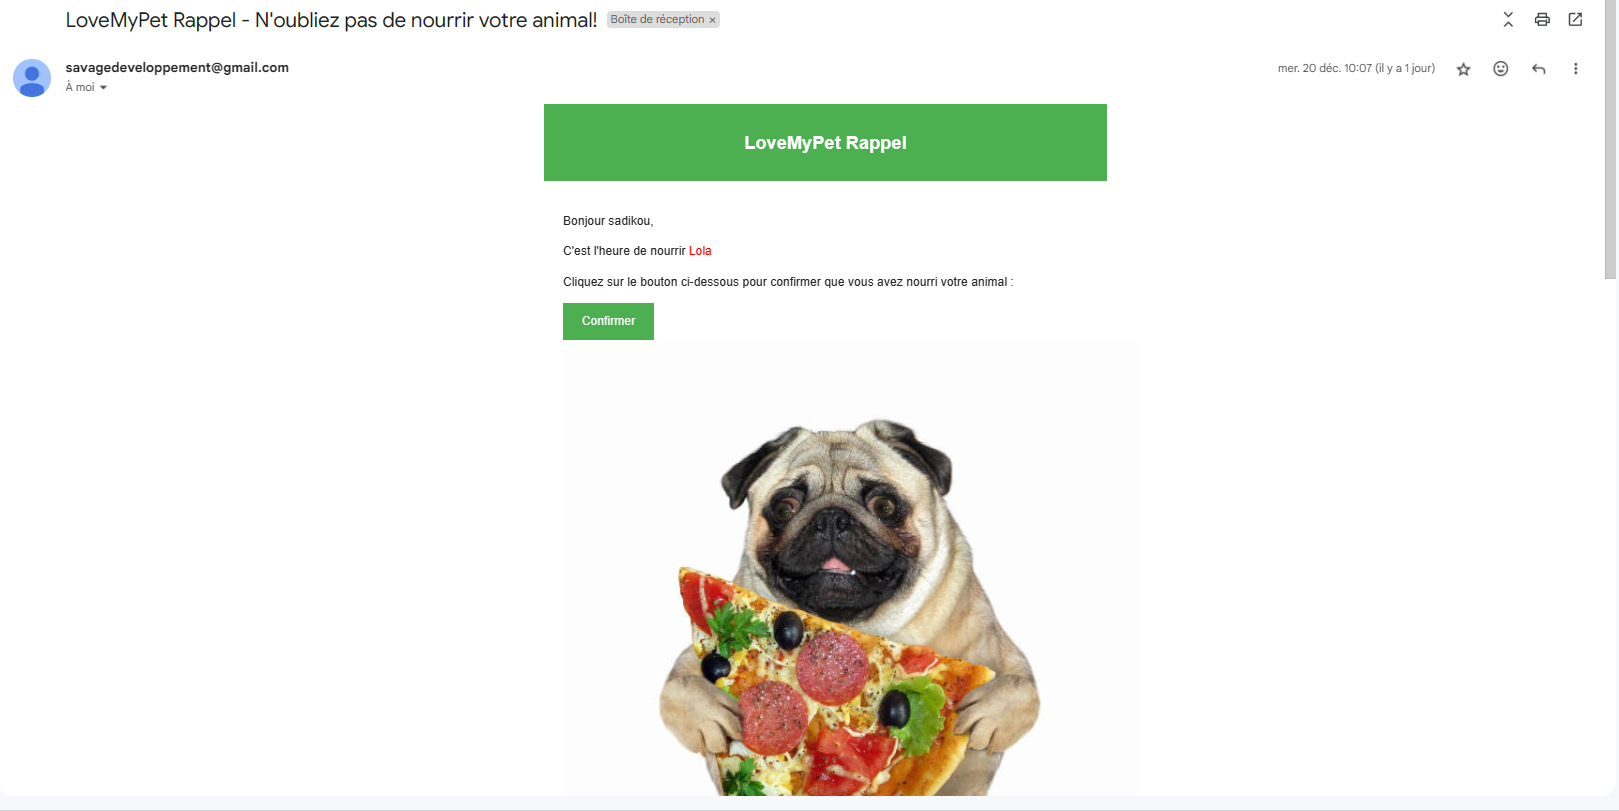 LoveMyPet Rappel - N'oubliez pas de nourrir votre animal! Boîte de réception ×
savagedeveloppement@gmail.com mer. 20 déc. 10:07 (il y a 1 jour)
À moi
LoveMyPet Rappel
Bonjour sadikou,
C'est l'heure de nourrir Lola
Cliquez sur le bouton ci-dessous pour confirmer que vous avez nourri votre animal :
Confirmer